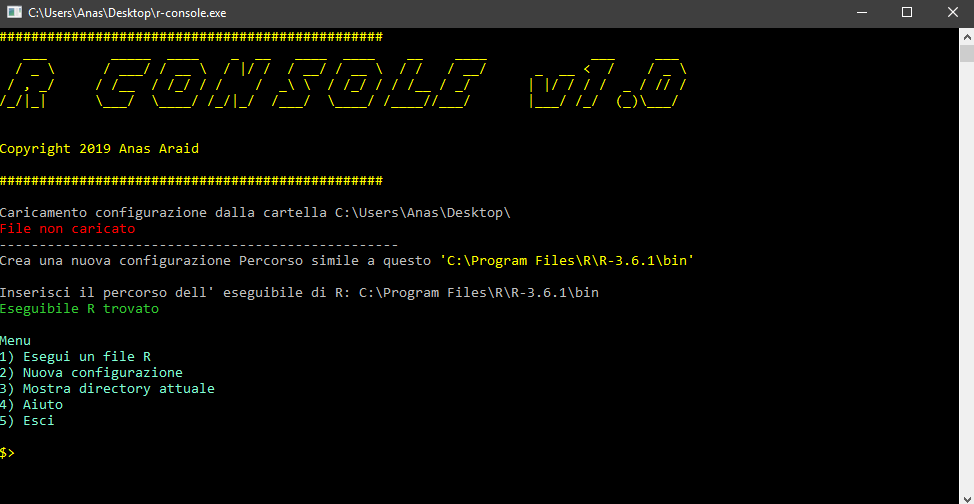 C:\Users\Anas\Desktop\r-console.exe
################################################
R CONSOLE v1.0
Copyright 2019 Anas Araid
################################################
Caricamento configurazione dalla cartella C:\Users\Anas\Desktop\
File non caricato
--------------------------------------------------
Crea una nuova configurazione Percorso simile a questo 'C:\Program Files\R\R-3.6.1\bin'
Inserisci il percorso dell' eseguibile di R: C:\Program Files\R\R-3.6.1\bin
Eseguibile R trovato
Menu
1) Esegui un file R
2) Nuova configurazione
3) Mostra directory attuale
4) Aiuto
5) Esci
$>